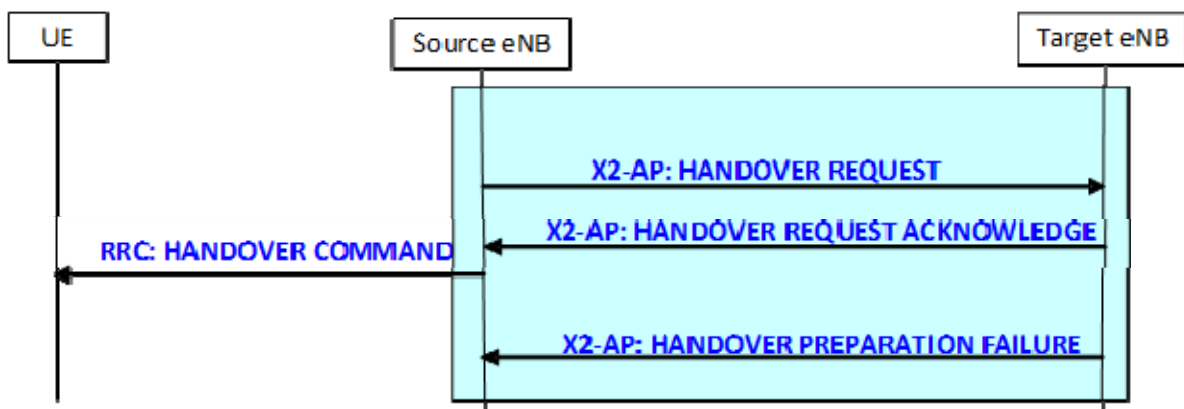 UE
Source eNB
Target eNB
X2-AP: HANDOVER REQUEST
X2-AP: HANDOVER REQUEST ACKNOWLEDGE
RRC: HANDOVER COMMAND
X2-AP: HANDOVER PREPARATION FAILURE